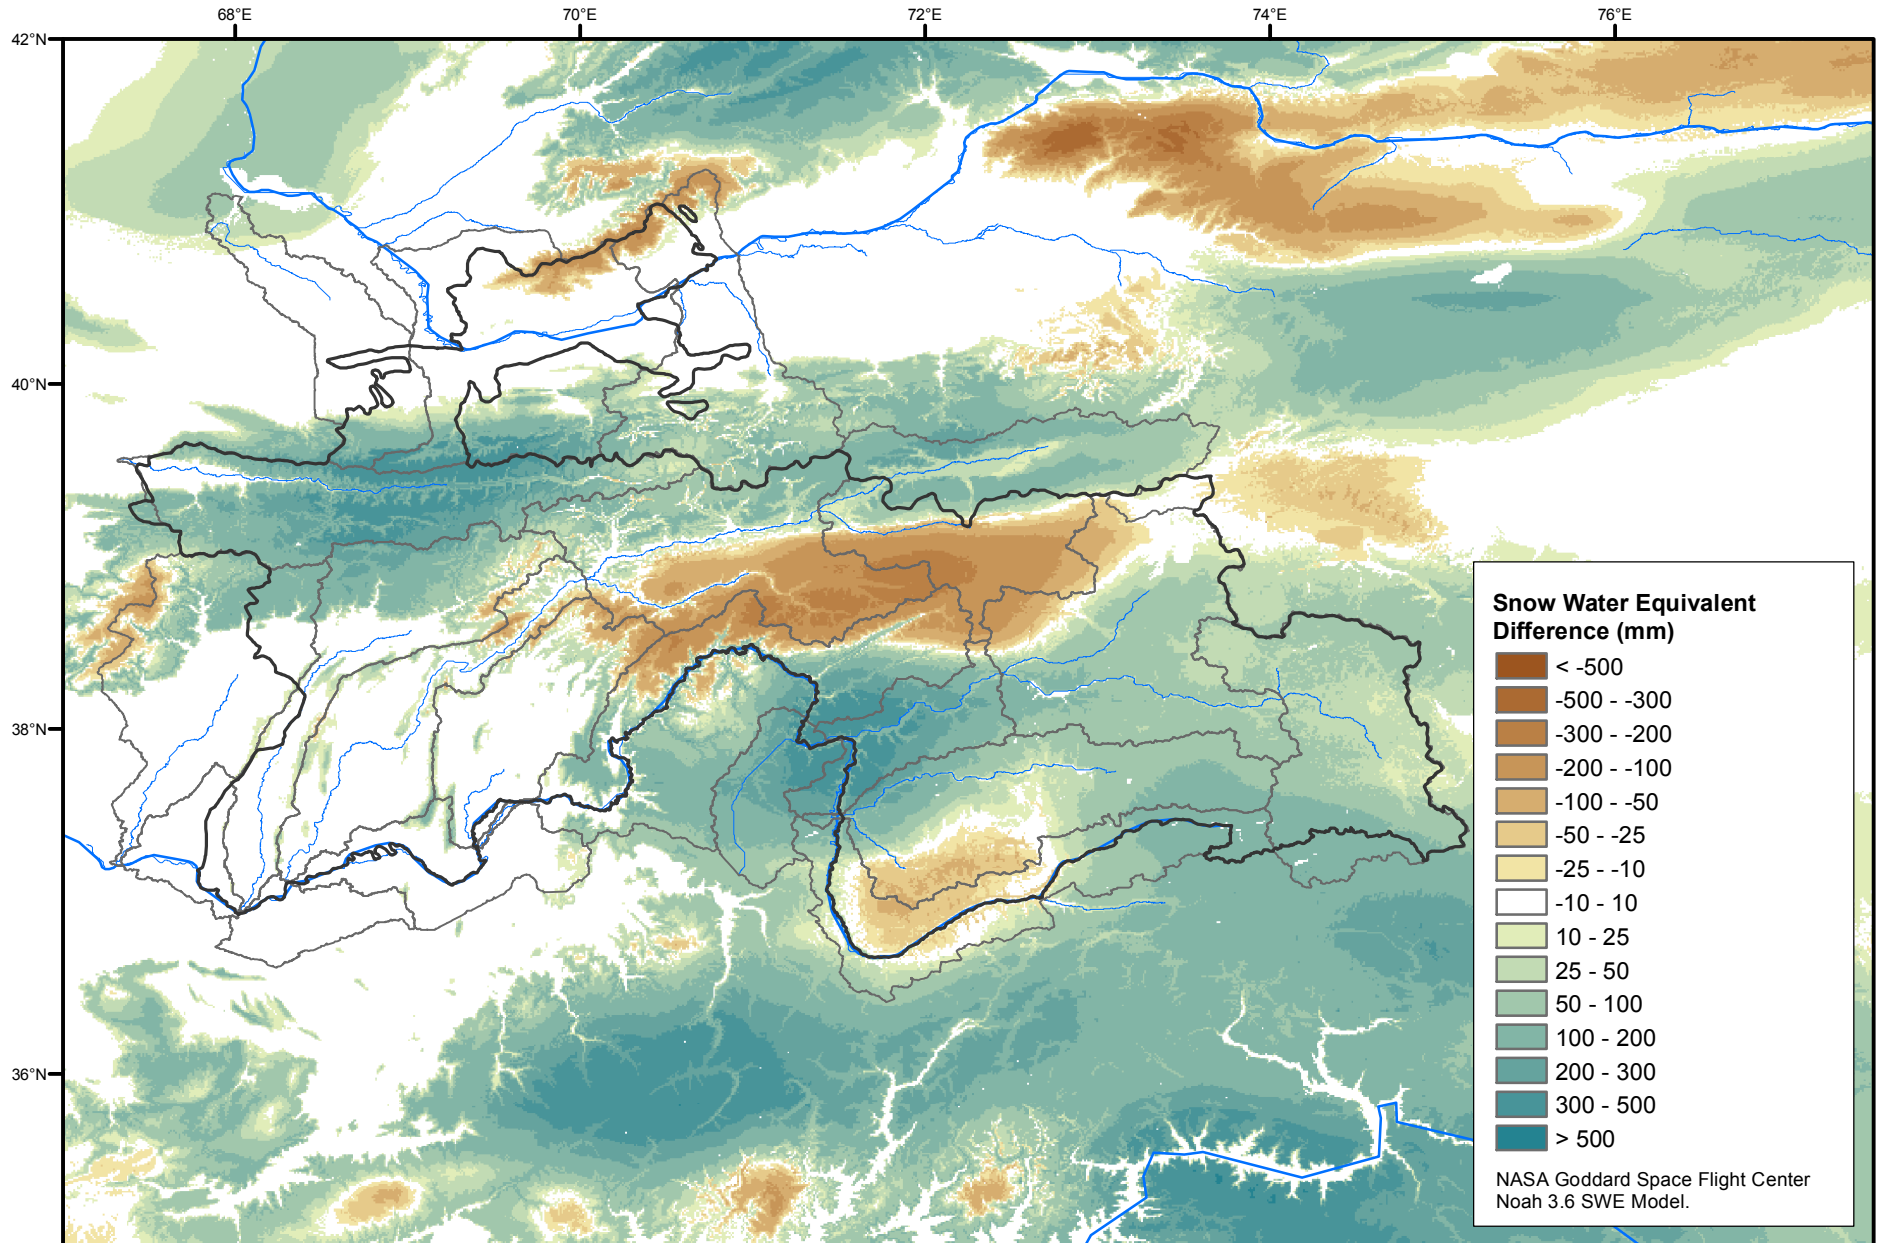 68°E 70°E 72°E 74°E 76°E
42°N
40°N
38°N
36°N
Snow Water Equivalent
Difference (mm)
< -500
-500 - -300
-300 - -200
-200 - -100
-100 - -50
-50 - -25
-25 - -10
-10 - 10
10 - 25
25 - 50
50 - 100
100 - 200
200 - 300
300 - 500
> 500
NASA Goddard Space Flight Center
Noah 3.6 SWE Model.